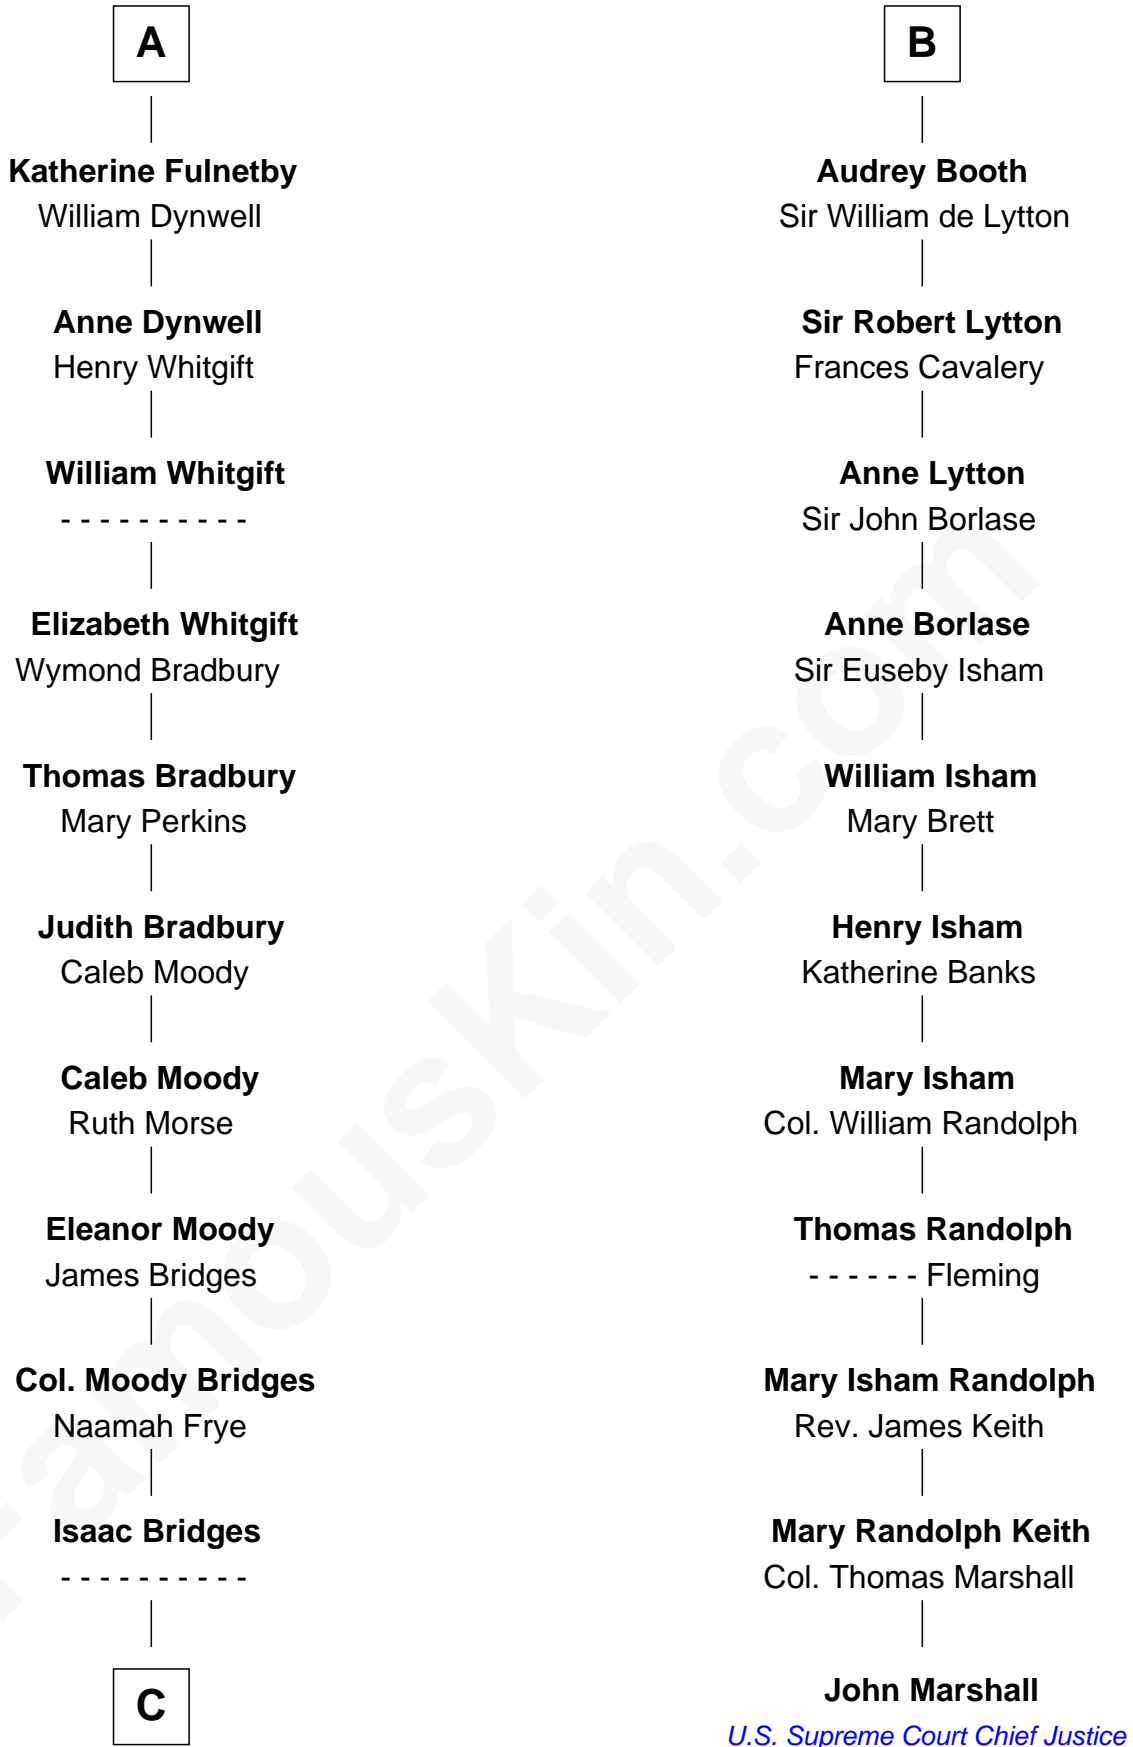 A
Katherine Fulnetby
William Dynwell
Anne Dynwell
Henry Whitgift
William Whitgift
- - - - - - - - - -
Elizabeth Whitgift
Wymond Bradbury
Thomas Bradbury
Mary Perkins
Judith Bradbury
Caleb Moody
Caleb Moody
Ruth Morse
Eleanor Moody
James Bridges
Col. Moody Bridges
Naamah Frye
Isaac Bridges
- - - - - - - - - -
C
B
Audrey Booth
Sir William de Lytton
Sir Robert Lytton
Frances Cavalery
Anne Lytton
Sir John Borlase
Anne Borlase
Sir Euseby Isham
William Isham
Mary Brett
Henry Isham
Katherine Banks
Mary Isham
Col. William Randolph
Thomas Randolph
- - - - - - Fleming
Mary Isham Randolph
Rev. James Keith
Mary Randolph Keith
Col. Thomas Marshall
John Marshall
U.S. Supreme Court Chief Justice
FamousKin.com